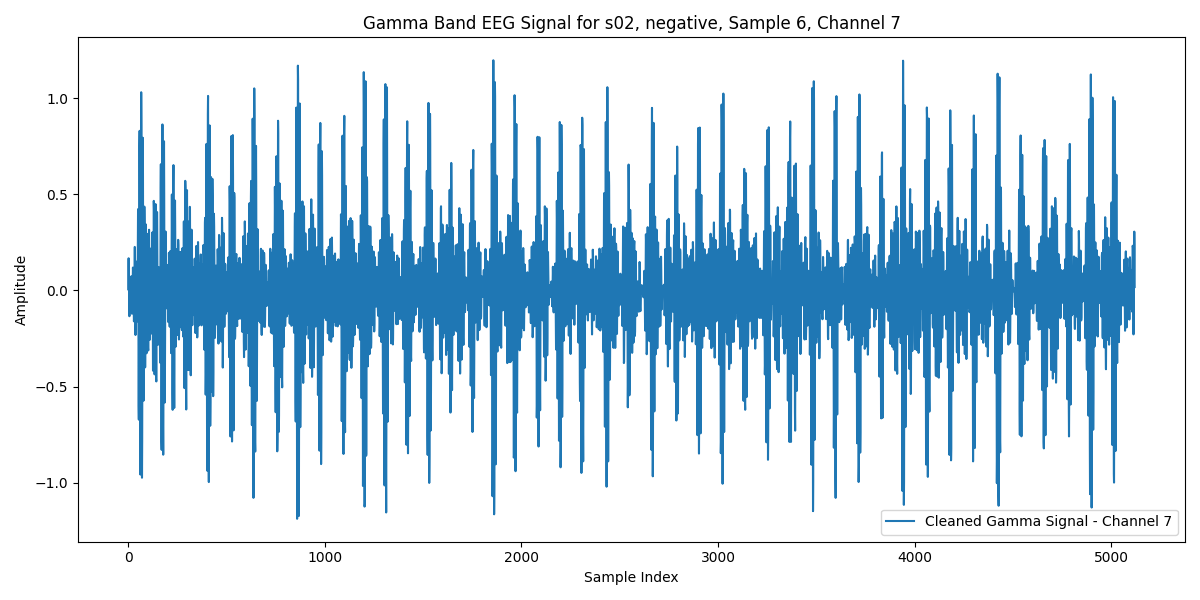 Gamma Band EEG Signal for s02, negative, Sample 6, Channel 7
1.0
0.5
0.0
−0.5
−1.0
Amplitude
Cleaned Gamma Signal - Channel 7
0 1000 2000 3000 4000 5000
Sample Index